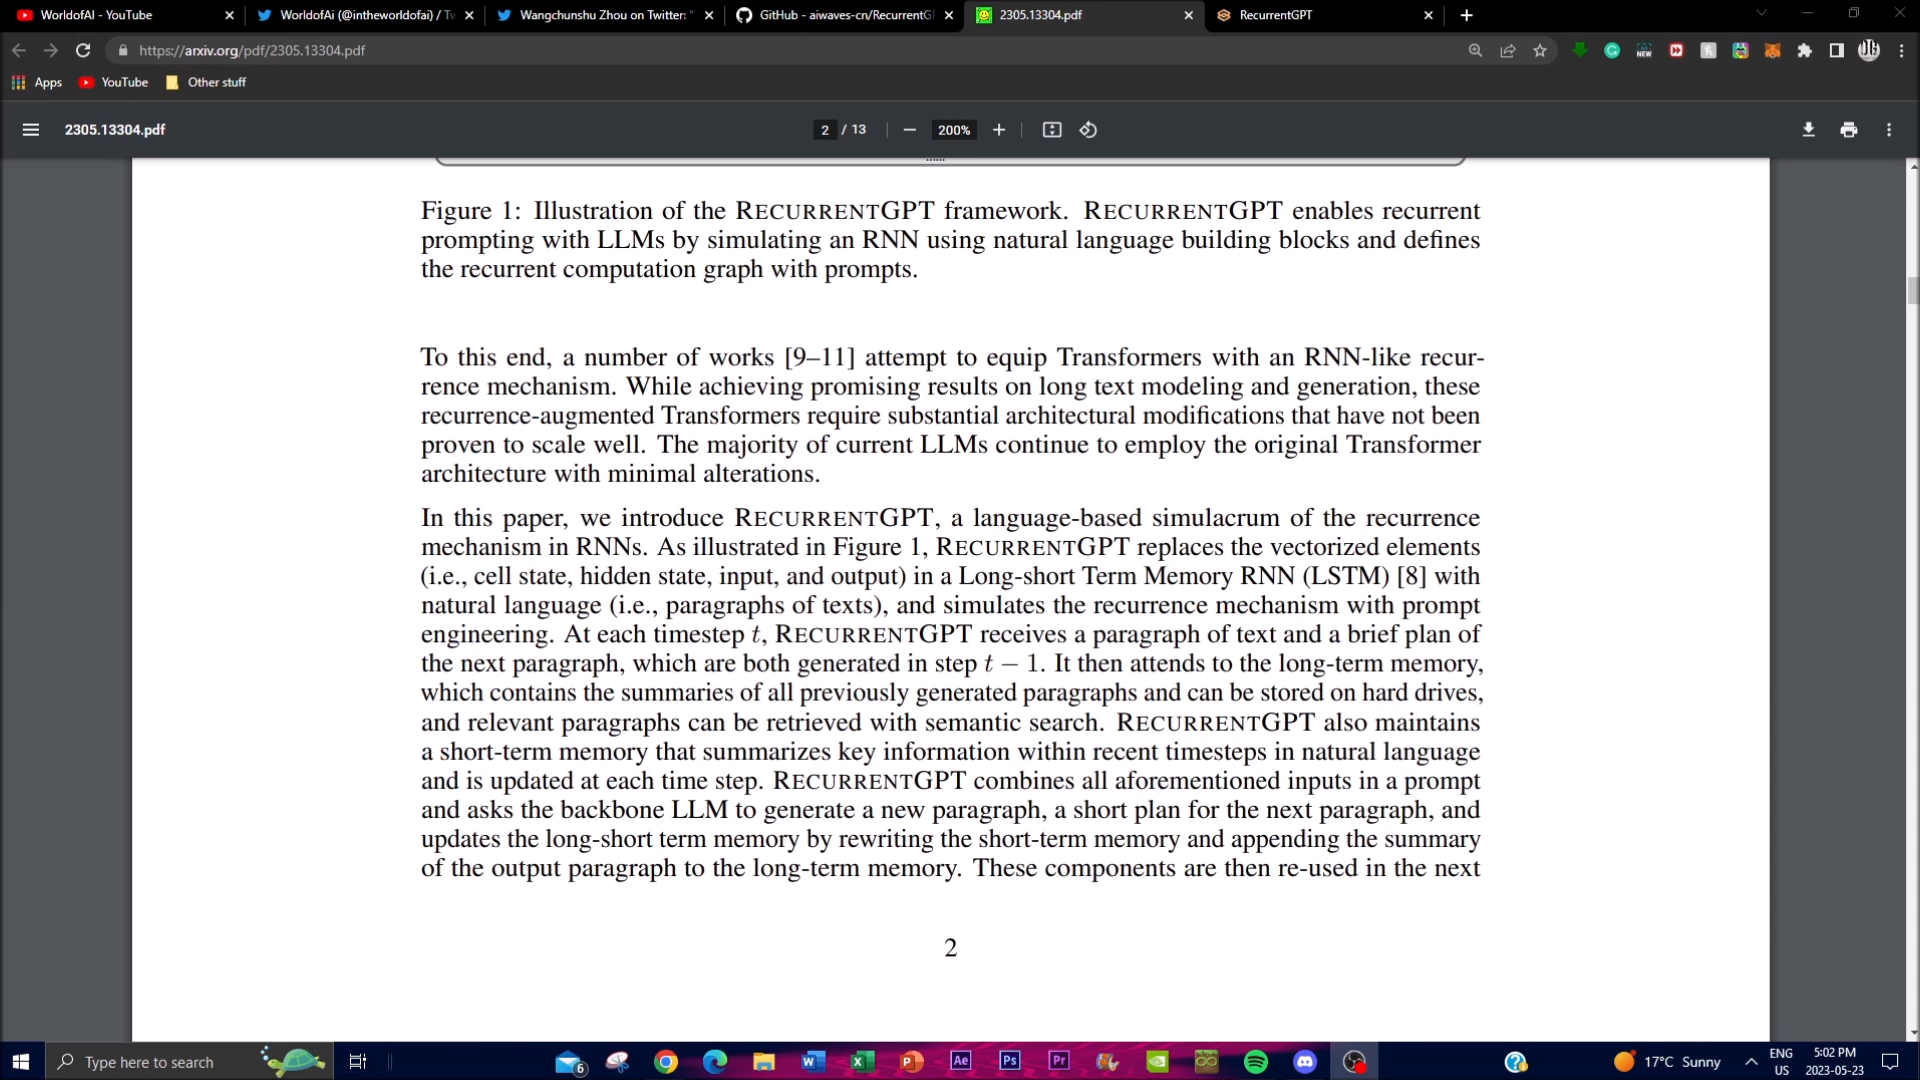 WorldofAI - YouTube
WorldofAi (@intheworldofai) / Tw
Wangchunshu Zhou on Twitter: "
GitHub - aiwaves-cn/RecurrentG
2305.13304.pdf
RecurrentGPT
https://arxiv.org/pdf/2305.13304.pdf
NEW
Apps
YouTube
Other stuff
2305.13304.pdf
2 / 13
200%
Figure 1: Illustration of the RECURRENTGPT framework. RECURRENTGPT enables recurrent
prompting with LLMs by simulating an RNN using natural language building blocks and defines
the recurrent computation graph with prompts.
To this end, a number of works [9–11] attempt to equip Transformers with an RNN-like recur-
rence mechanism. While achieving promising results on long text modeling and generation, these
recurrence-augmented Transformers require substantial architectural modifications that have not been
proven to scale well. The majority of current LLMs continue to employ the original Transformer
architecture with minimal alterations.
In this paper, we introduce RECURRENTGPT, a language-based simulacrum of the recurrence
mechanism in RNNs. As illustrated in Figure 1, RECURRENTGPT replaces the vectorized elements
(i.e., cell state, hidden state, input, and output) in a Long-short Term Memory RNN (LSTM) [8] with
natural language (i.e., paragraphs of texts), and simulates the recurrence mechanism with prompt
engineering. At each timestep t, RECURRENTGPT receives a paragraph of text and a brief plan of
the next paragraph, which are both generated in step t − 1. It then attends to the long-term memory,
which contains the summaries of all previously generated paragraphs and can be stored on hard drives,
and relevant paragraphs can be retrieved with semantic search. RECURRENTGPT also maintains
a short-term memory that summarizes key information within recent timesteps in natural language
and is updated at each time step. RECURRENTGPT combines all aforementioned inputs in a prompt
and asks the backbone LLM to generate a new paragraph, a short plan for the next paragraph, and
updates the long-short term memory by rewriting the short-term memory and appending the summary
of the output paragraph to the long-term memory. These components are then re-used in the next
2
Type here to search
6
Ae
Ps
Pr
17°C Sunny
ENG
US
5:02 PM
2023-05-23